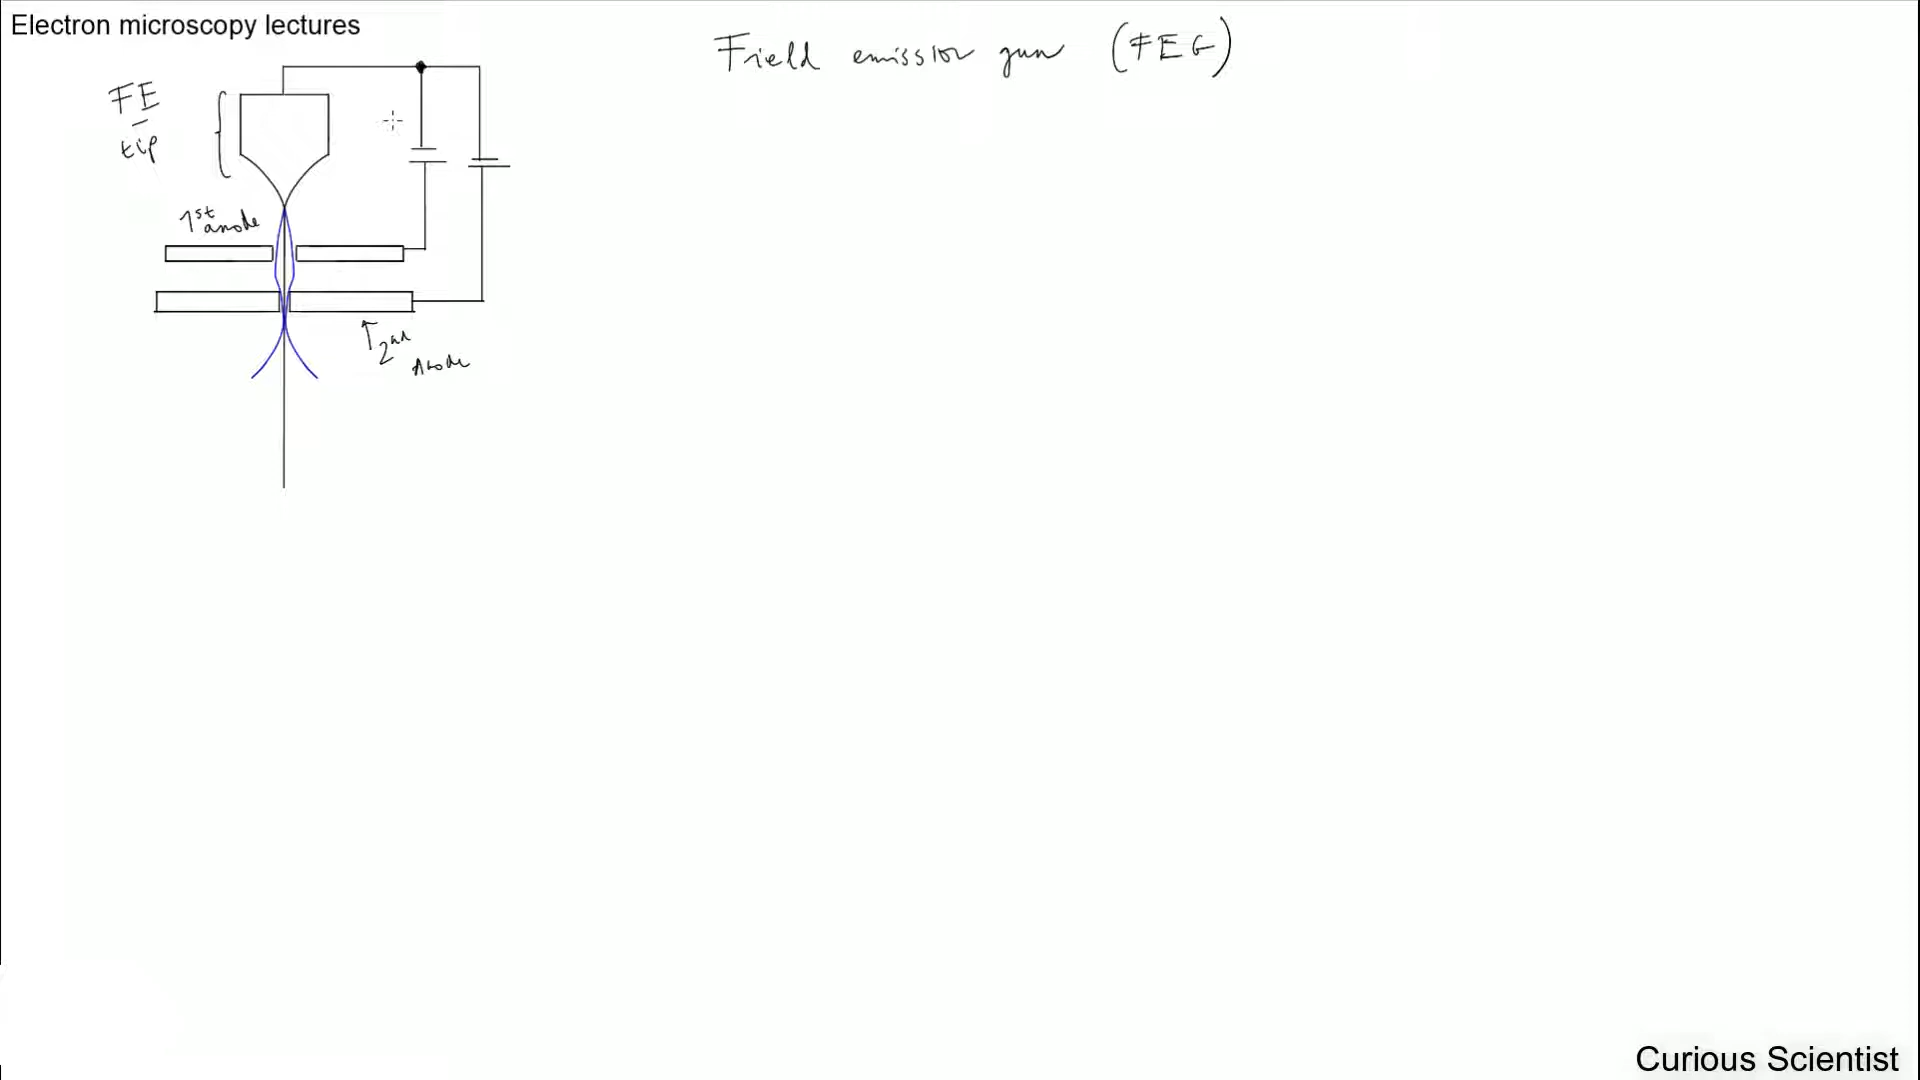 Electron microscopy lectures
Field emission gun (FEG)
FE
tip
1st anode
2nd
Anode
Curious Scientist